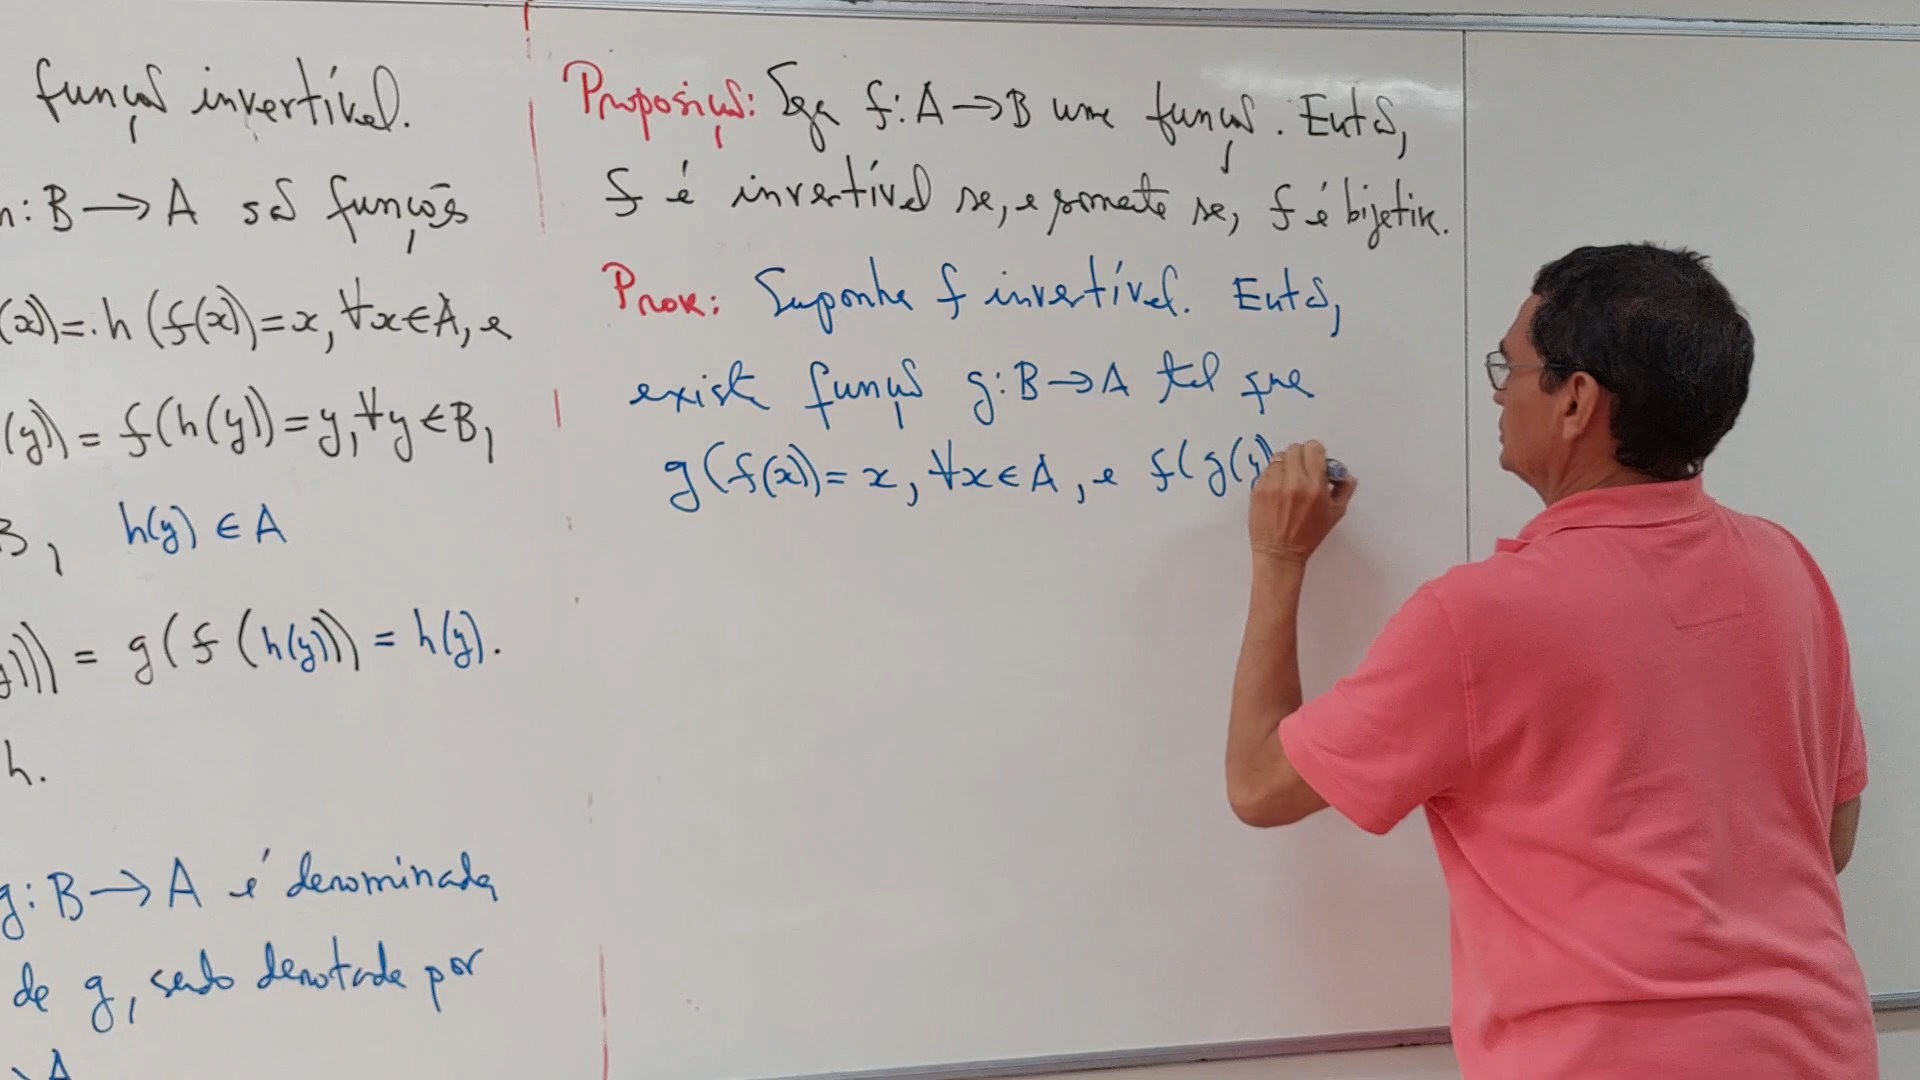 função invertível.
h: B → A são funções
(x) = h(f(x)) = x, ∀x∈A, e
(y)) = f(h(y)) = y, ∀y∈B,
B, h(y) ∈ A
))) = g(f(h(y))) = h(y).
h.
g: B → A é denominada
de g, sendo denotada por
→ A
Proposição: Seja f: A → B uma função. Então,
f é invertível se, e somente se, f é bijetiva.
Prova: Suponha f invertível. Então,
existe função g: B → A tal que
g(f(x)) = x, ∀x∈A, e f(g(y)